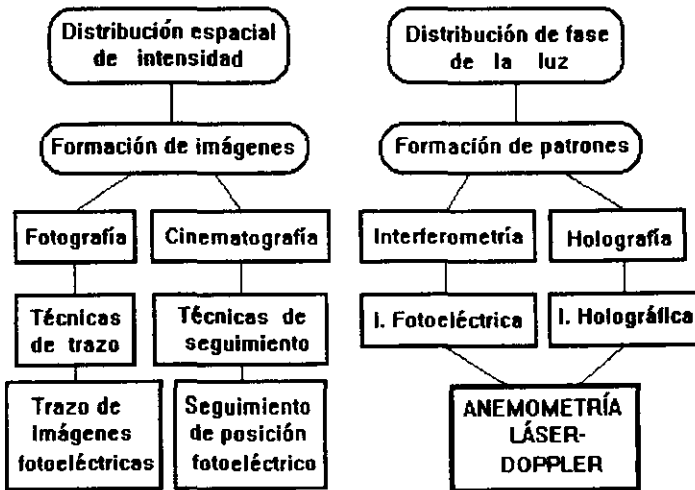 Distribución espacial
de intensidad
Distribución de fase
de la luz
Formación de imágenes
Formación de patrones
Fotografía
Cinematografía
Interferometría
Holografía
Técnicas
de trazo
Técnicas de
seguimiento
I. Fotoeléctrica
I. Holográfica
Trazo de
imágenes
fotoeléctricas
Seguimiento
de posición
fotoeléctrico
ANEMOMETRÍA
LÁSER-
DOPPLER